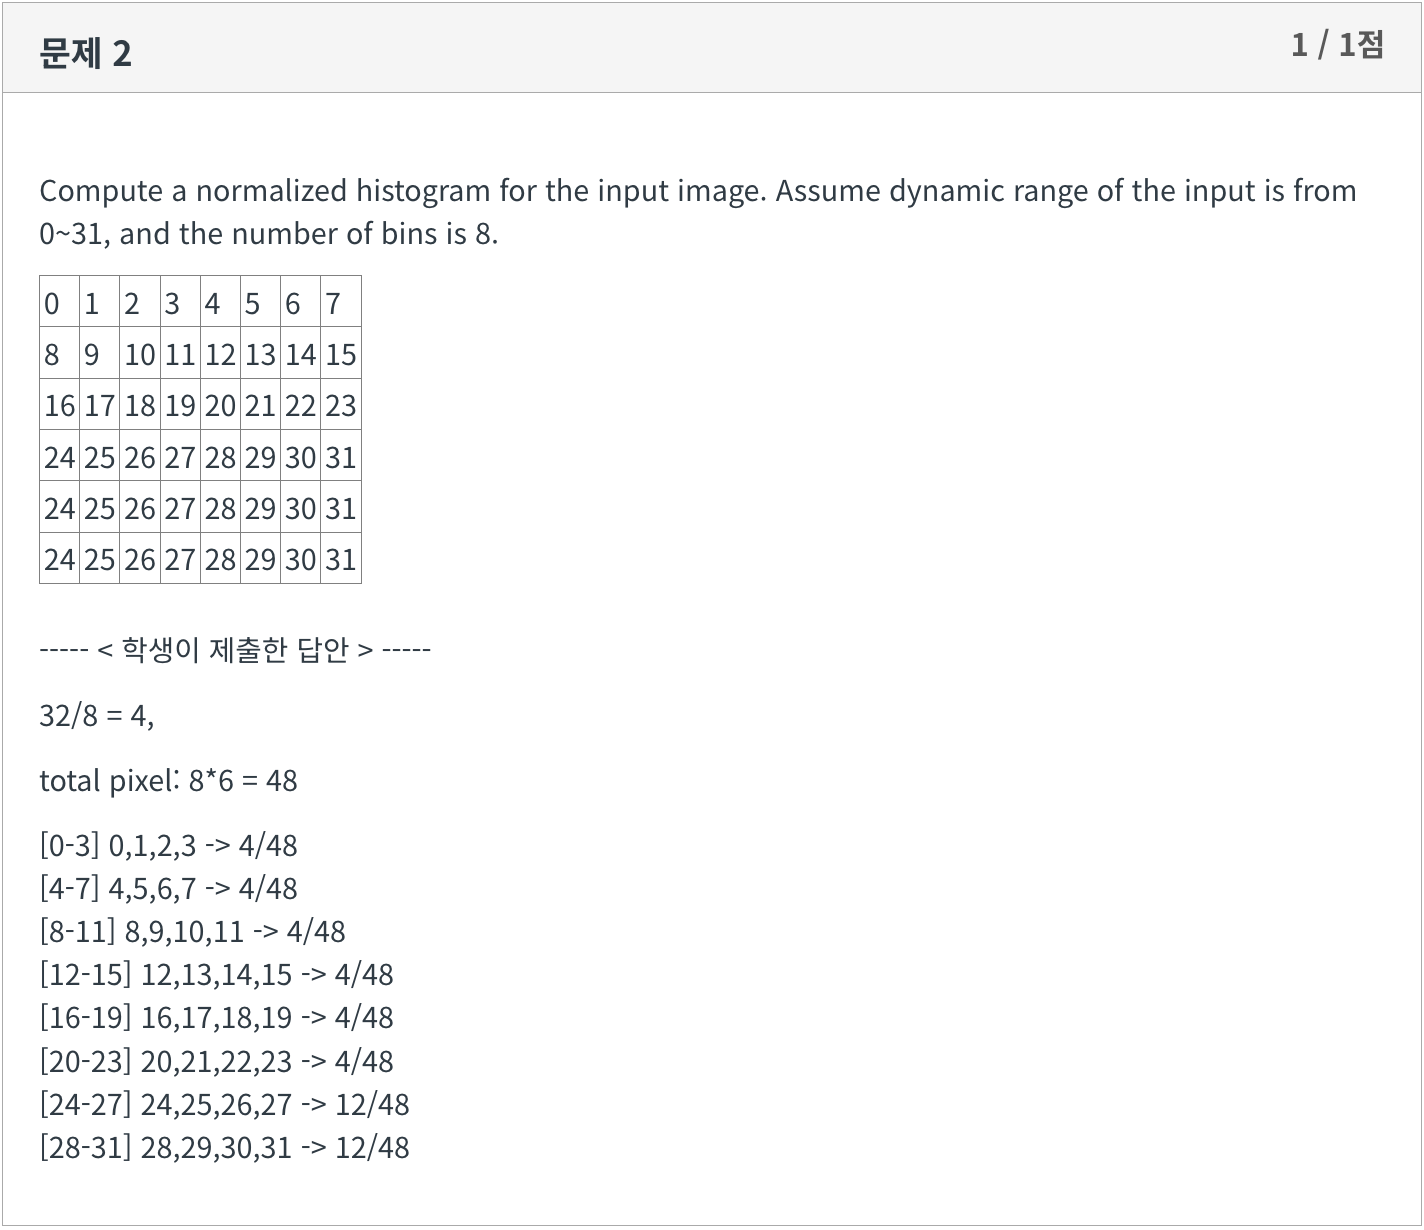 문제 2
1 / 1점
Compute a normalized histogram for the input image. Assume dynamic range of the input is from
0~31, and the number of bins is 8.
0 1 2 3 4 5 6 7
8 9 10 11 12 13 14 15
16 17 18 19 20 21 22 23
24 25 26 27 28 29 30 31
24 25 26 27 28 29 30 31
24 25 26 27 28 29 30 31
----- < 학생이 제출한 답안 > -----
32/8 = 4,
total pixel: 8*6 = 48
[0-3] 0,1,2,3 -> 4/48
[4-7] 4,5,6,7 -> 4/48
[8-11] 8,9,10,11 -> 4/48
[12-15] 12,13,14,15 -> 4/48
[16-19] 16,17,18,19 -> 4/48
[20-23] 20,21,22,23 -> 4/48
[24-27] 24,25,26,27 -> 12/48
[28-31] 28,29,30,31 -> 12/48